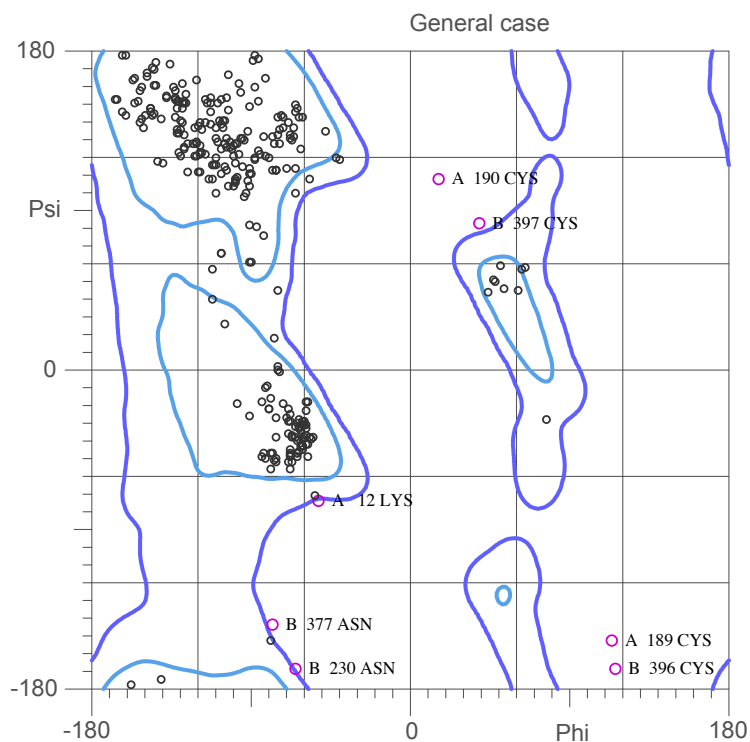 General case
180
A 190 CYS
Psi
B 397 CYS
0
A 12 LYS
B 377 ASN
A 189 CYS
B 230 ASN
B 396 CYS
-180
-180
0
Phi
180